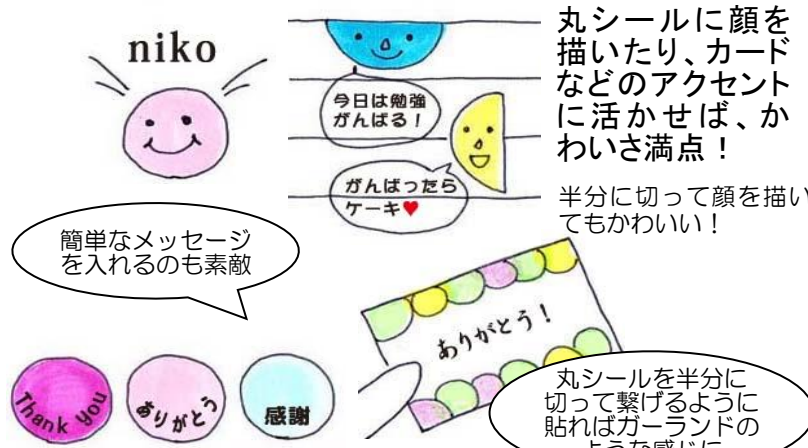 niko
今日は勉強
がんばる！
がんばったら
ケーキ♥
丸シールに顔を
描いたり、カード
などのアクセント
に活かせば、か
わいさ満点！
半分に切って顔を描い
てもかわいい！
簡単なメッセージ
を入れるのも素敵
ありがとう！
Thank you
ありがとう
感謝
丸シールを半分に
切って繋げるように
貼ればガーランドの
ような感じに